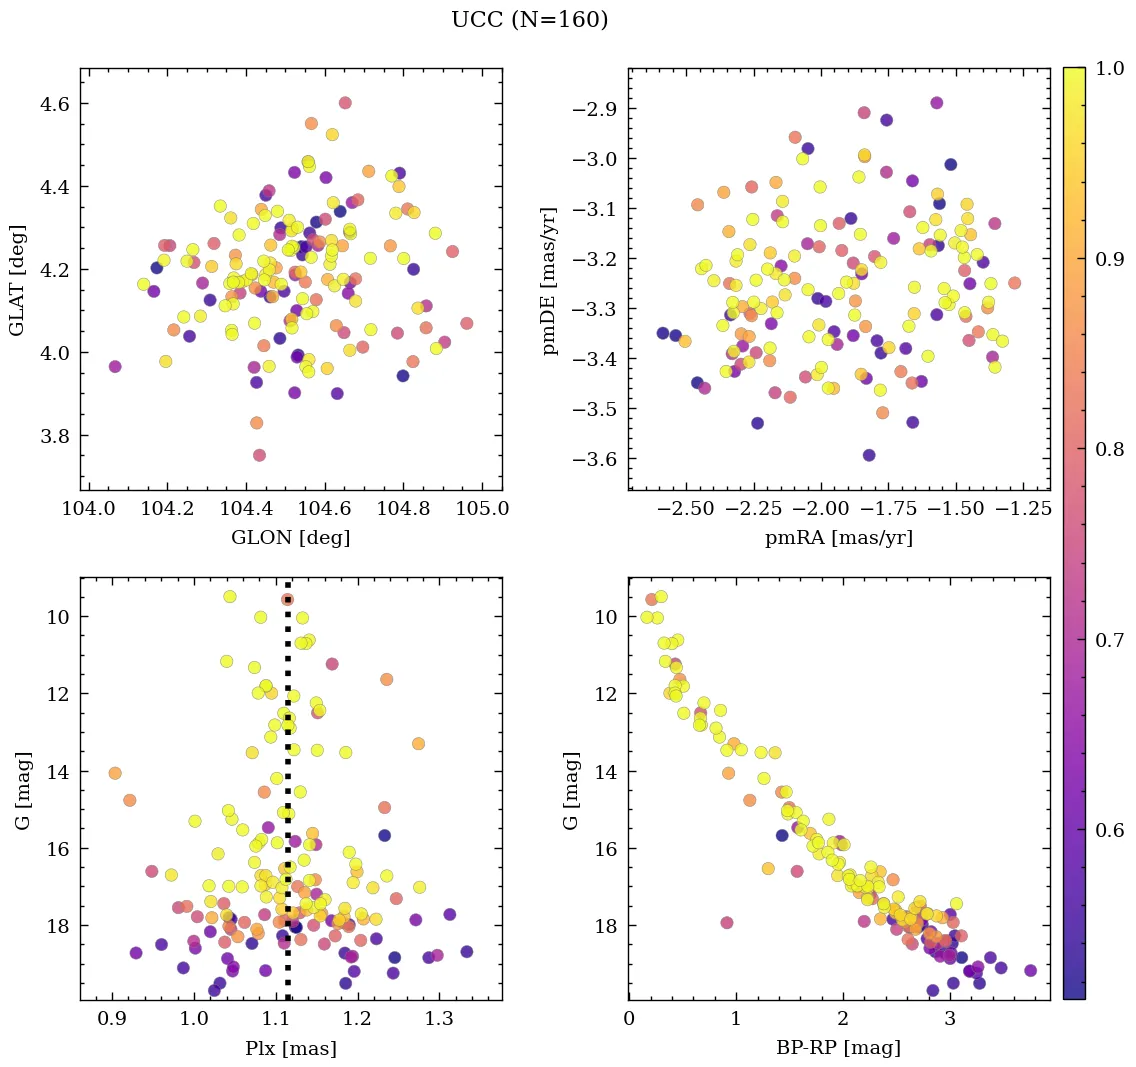 UCC (N=160)
4.6
4.4
4.2
4.0
3.8
GLAT [deg]
104.0 104.2 104.4 104.6 104.8 105.0
GLON [deg]
−2.9
−3.0
−3.1
−3.2
−3.3
−3.4
−3.5
−3.6
pmDE [mas/yr]
−2.50 −2.25 −2.00 −1.75 −1.50 −1.25
pmRA [mas/yr]
1.0
0.9
0.8
0.7
0.6
10
12
14
16
18
G [mag]
0.9 1.0 1.1 1.2 1.3
Plx [mas]
10
12
14
16
18
G [mag]
0 1 2 3
BP-RP [mag]